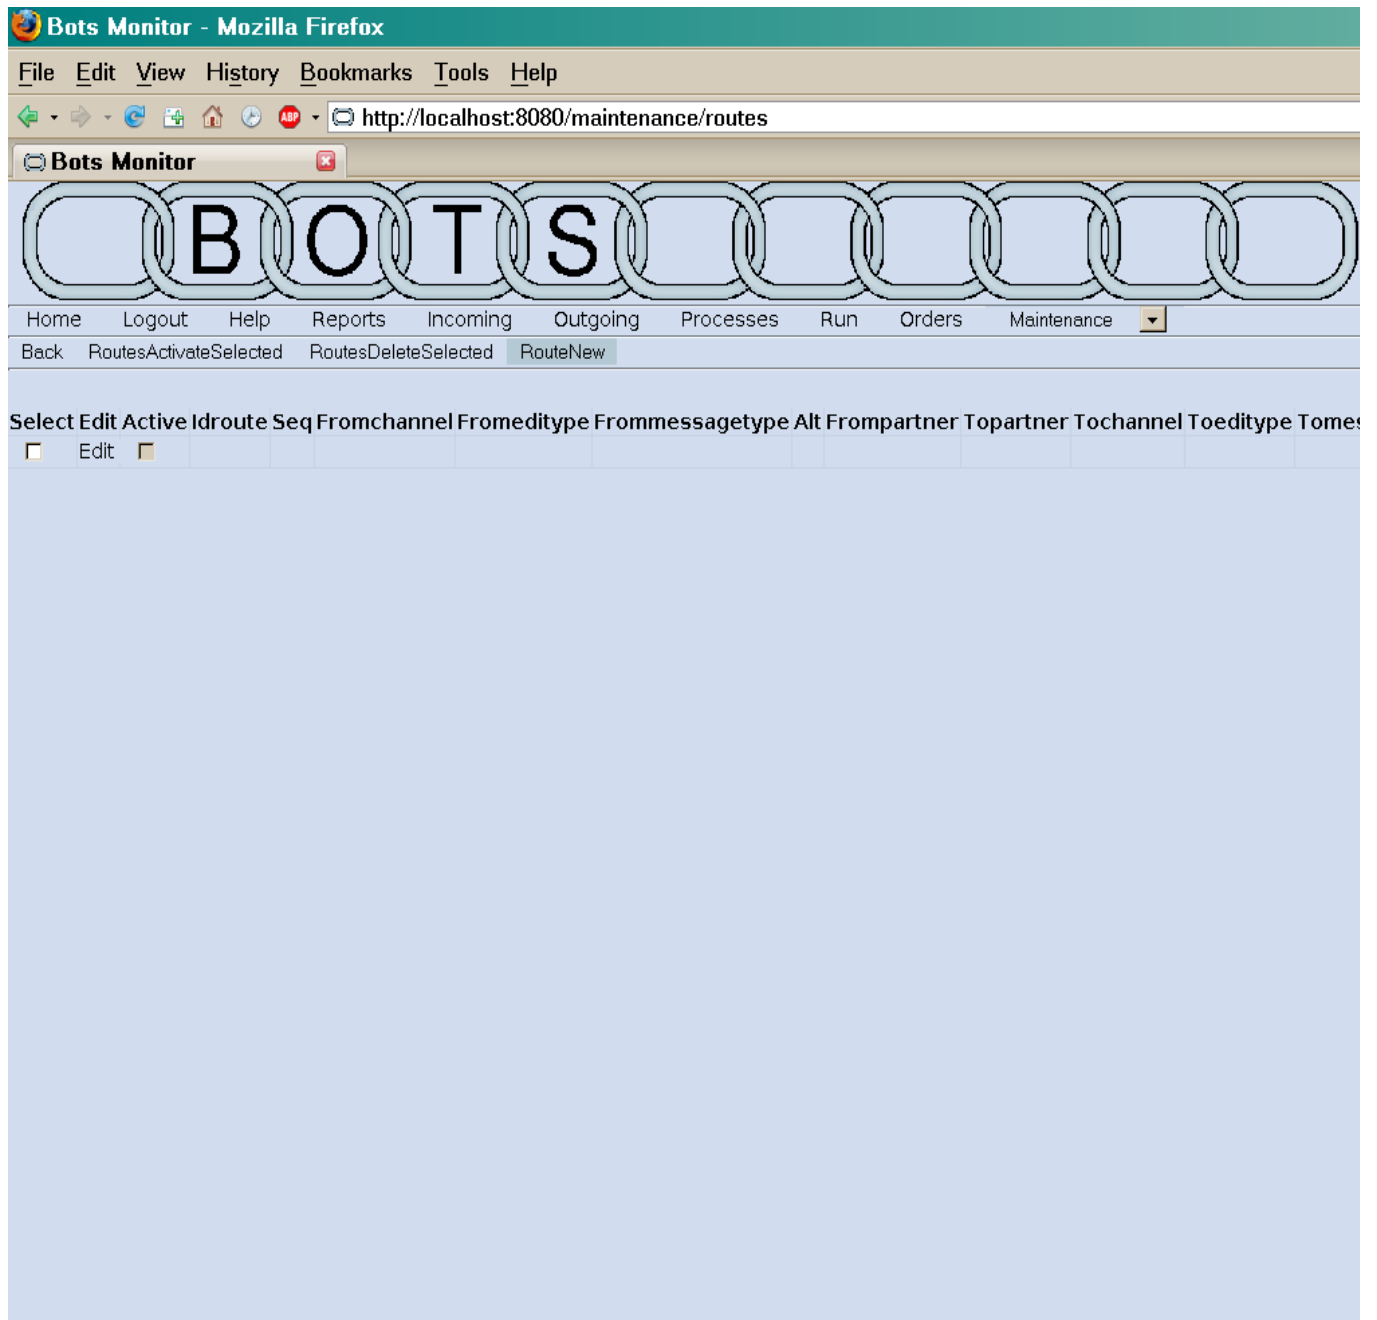 Bots Monitor - Mozilla Firefox
File Edit View History Bookmarks Tools Help
ABP http://localhost:8080/maintenance/routes
Bots Monitor
BOTS
Home Logout Help Reports Incoming Outgoing Processes Run Orders Maintenance
Back RoutesActivateSelected RoutesDeleteSelected RouteNew
Select Edit Active Idroute Seq Fromchannel Fromeditype Frommessagetype Alt Frompartner Topartner Tochannel Toeditype Tomes
Edit